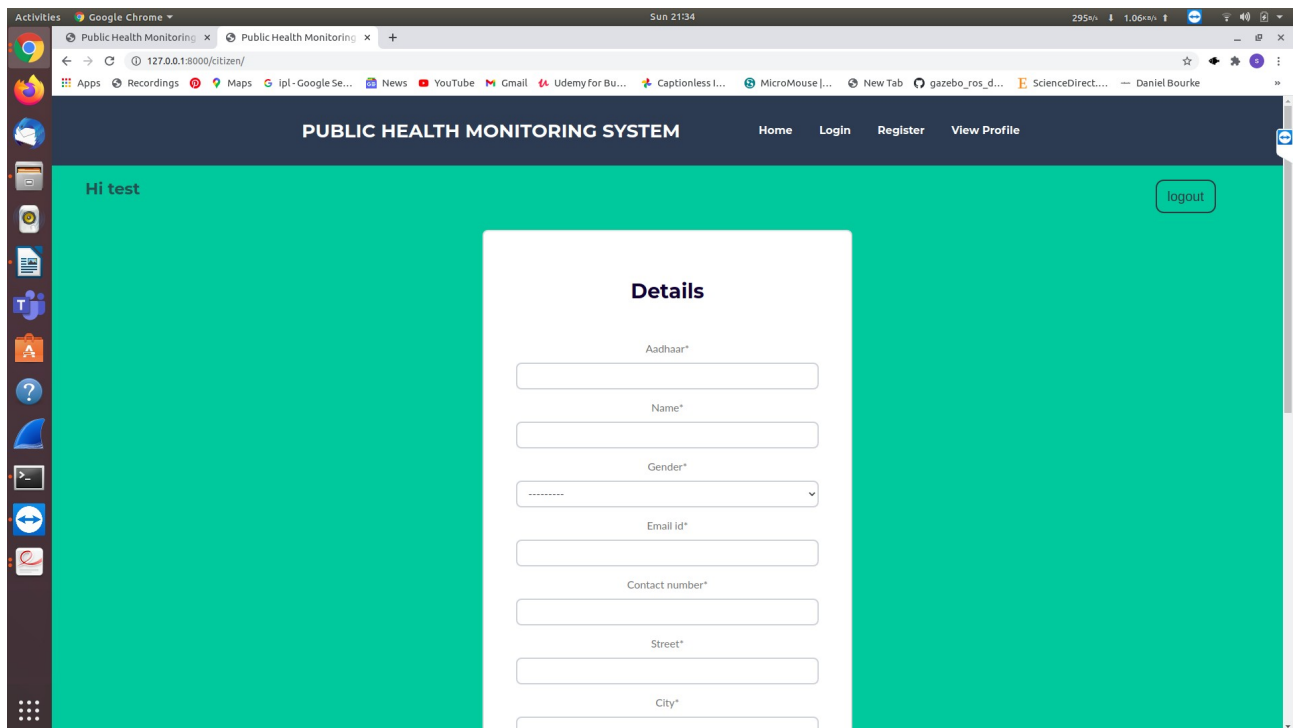 Activities Google Chrome Sun 21:34 295B/s 1.06KB/s
Public Health Monitoring Public Health Monitoring
127.0.0.1:8000/citizen/
Apps Recordings Maps ipl - Google Se... News YouTube Gmail Udemy for Bu... Captionless I... MicroMouse |... New Tab gazebo_ros_d... ScienceDirect.... Daniel Bourke »
PUBLIC HEALTH MONITORING SYSTEM Home Login Register View Profile
Hi test
logout
Details
Aadhaar*
Name*
Gender*
---------
Email id*
Contact number*
Street*
City*